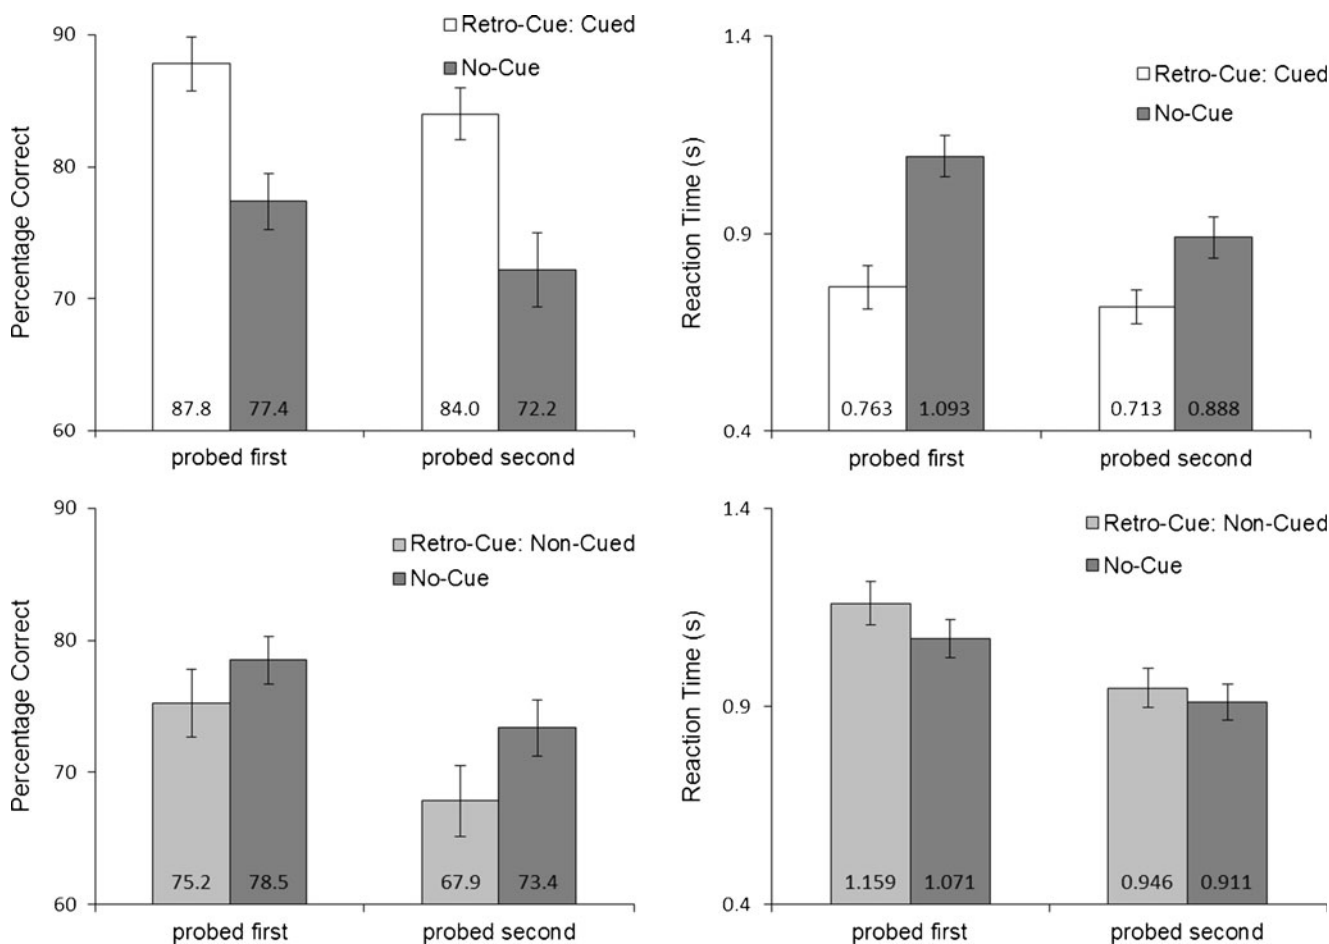 Percentage Correct
90
80
70
60
Retro-Cue: Cued
No-Cue
87.8
77.4
84.0
72.2
probed first
probed second
Reaction Time (s)
1.4
0.9
0.4
Retro-Cue: Cued
No-Cue
0.763
1.093
0.713
0.888
probed first
probed second
Percentage Correct
90
80
70
60
Retro-Cue: Non-Cued
No-Cue
75.2
78.5
67.9
73.4
probed first
probed second
Reaction Time (s)
1.4
0.9
0.4
Retro-Cue: Non-Cued
No-Cue
1.159
1.071
0.946
0.911
probed first
probed second